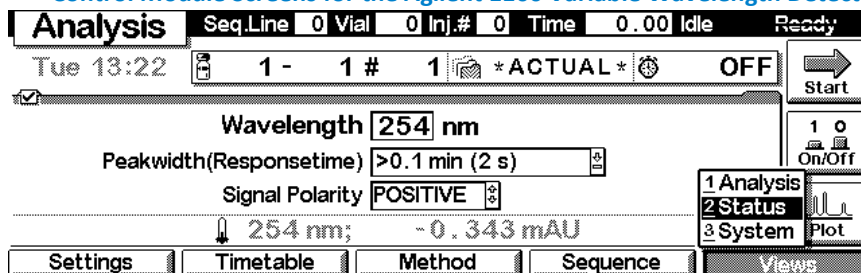 Control Module Screens for the Agilent 1200 Variable Wavelength Detect
Analysis Seq.Line 0 Vial 0 Inj.# 0 Time 0.00 Idle Ready
Tue 13:22 1 - 1 # 1 *ACTUAL* OFF
Start
Wavelength 254 nm
1 0
On/Off
Peakwidth(Responsetime) >0.1 min (2 s)
Signal Polarity POSITIVE
1 Analysis
2 Status
3 System
Plot
254 nm; -0.343 mAU
Settings Timetable Method Sequence Views